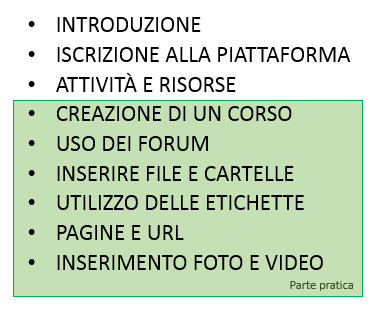 • INTRODUZIONE
• ISCRIZIONE ALLA PIATTAFORMA
• ATTIVITÀ E RISORSE
• CREAZIONE DI UN CORSO
• USO DEI FORUM
• INSERIRE FILE E CARTELLE
• UTILIZZO DELLE ETICHETTE
• PAGINE E URL
• INSERIMENTO FOTO E VIDEO
Parte pratica